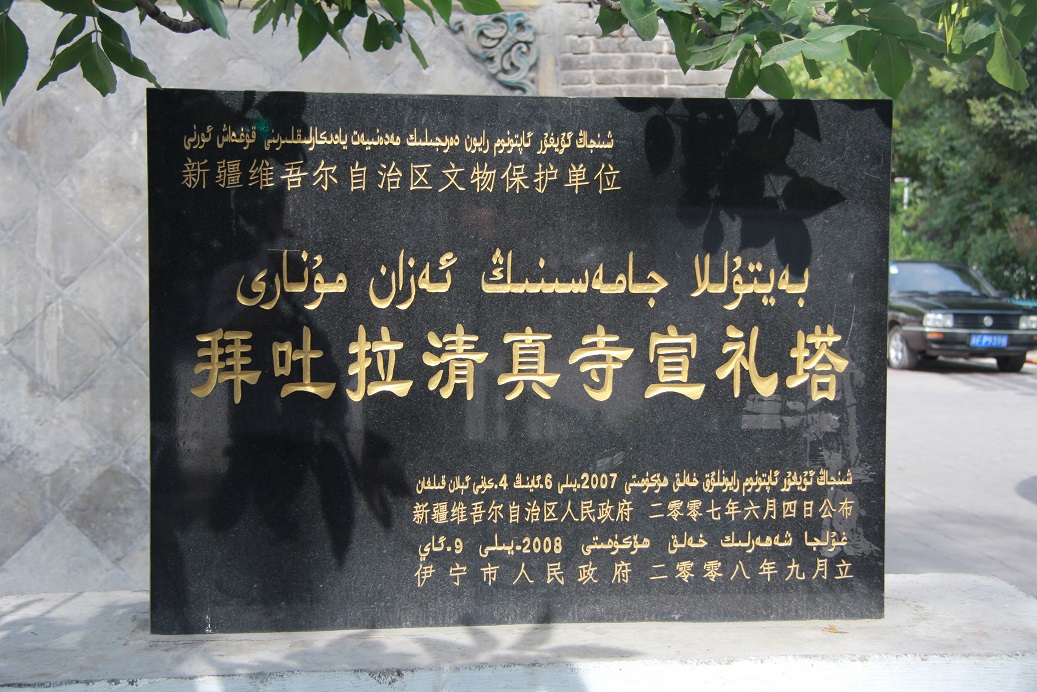 شىنجاڭ ئۇيغۇر ئاپتونوم رايون دەرىجىلىك مەدەنىيەت يادىكارلىقلىرىنى قوغداش ئورنى
新疆维吾尔自治区文物保护单位
بەيتۇللا جامەسىنىڭ ئەزان مۇنارى
拜吐拉清真寺宣礼塔
شىنجاڭ ئۇيغۇر ئاپتونوم رايونلۇق خەلق ھۆكۈمىتى 2007-يىلى 6-ئاينىڭ 4-كۈنى ئېلان قىلغان
新疆维吾尔自治区人民政府 二零零七年六月四日公布
غۇلجا شەھەرلىك خەلق ھۆكۈمىتى 2008-يىلى 9-ئاي
伊宁市人民政府 二零零八年九月立